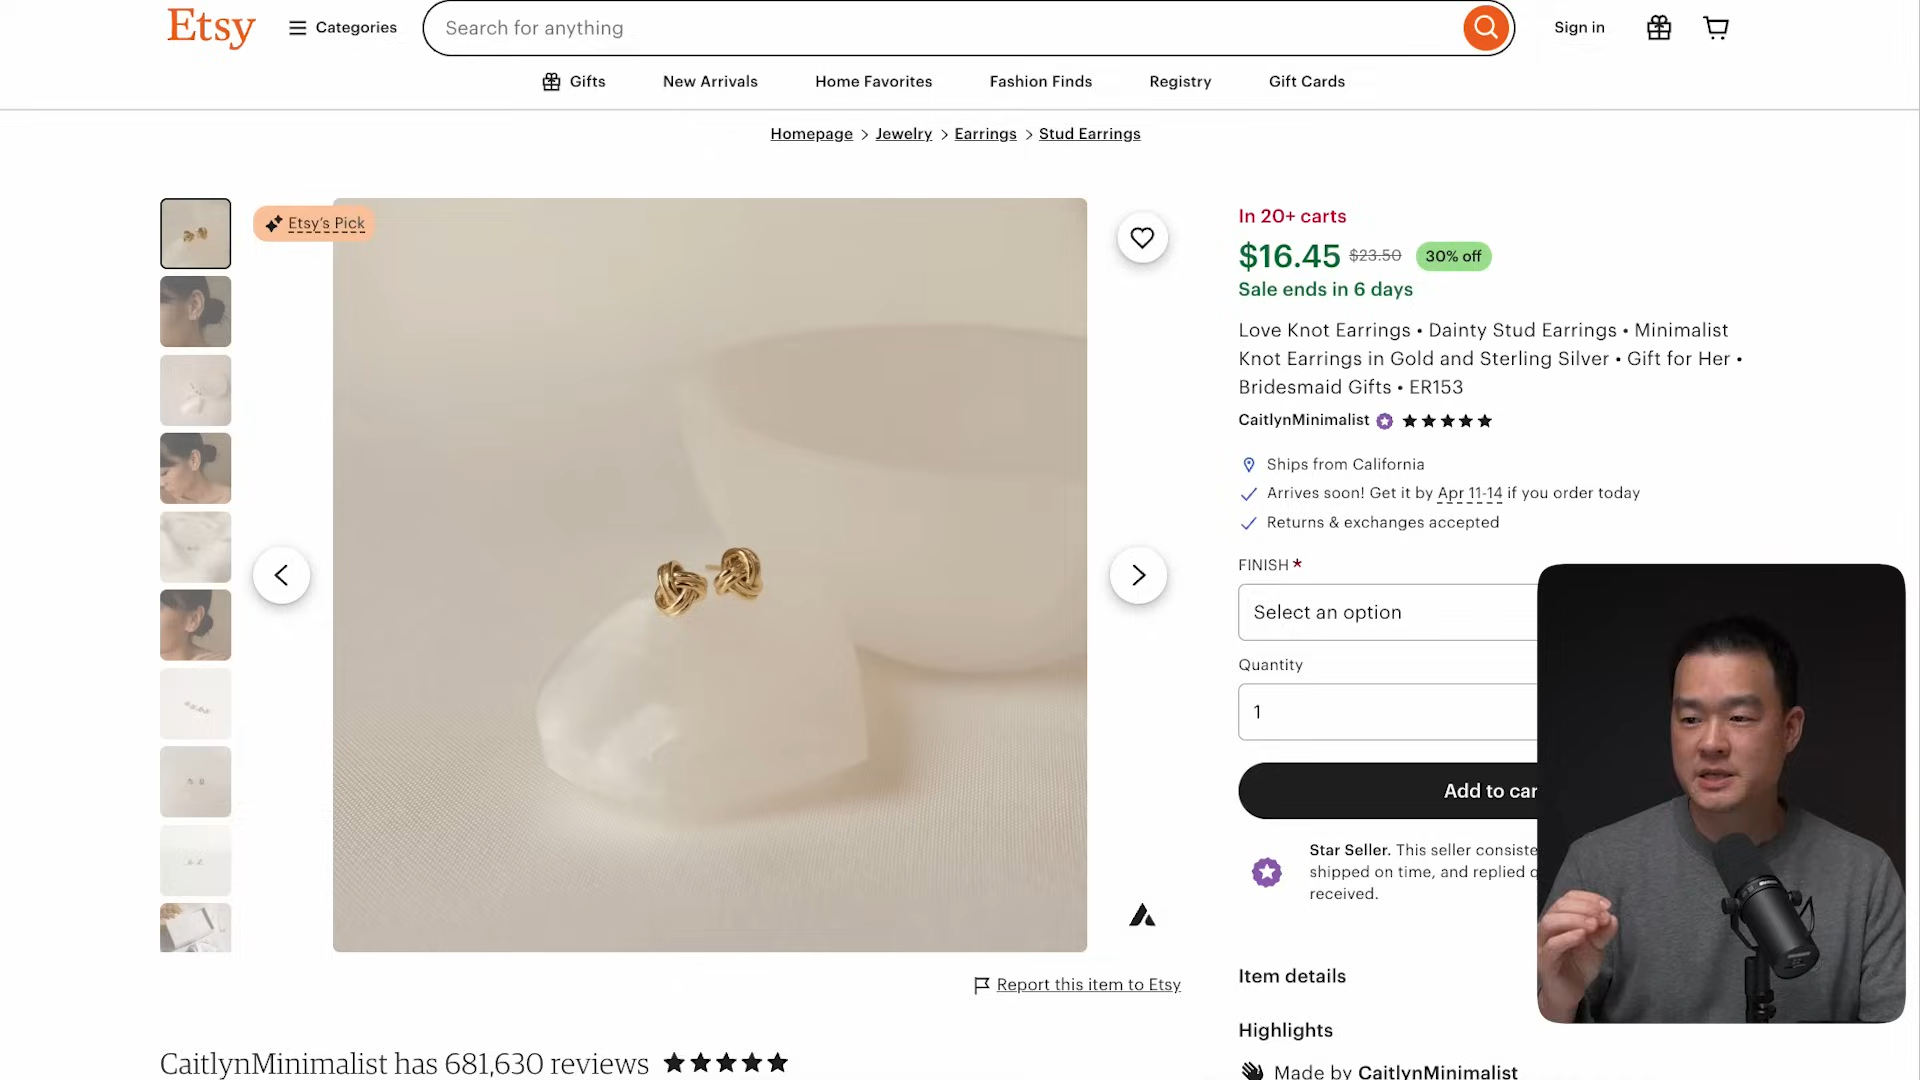 Etsy
Categories
Search for anything
Sign in
Gifts
New Arrivals
Home Favorites
Fashion Finds
Registry
Gift Cards
Homepage > Jewelry > Earrings > Stud Earrings
Etsy's Pick
In 20+ carts
$16.45 $23.50 30% off
Sale ends in 6 days
Love Knot Earrings • Dainty Stud Earrings • Minimalist
Knot Earrings in Gold and Sterling Silver • Gift for Her •
Bridesmaid Gifts • ER153
CaitlynMinimalist
Ships from California
Arrives soon! Get it by Apr 11-14 if you order today
Returns & exchanges accepted
FINISH *
Select an option
Quantity
1
Add to car
Star Seller. This seller consiste
shipped on time, and replied
received.
Report this item to Etsy
Item details
Highlights
Made by CaitlynMinimalist
CaitlynMinimalist has 681,630 reviews